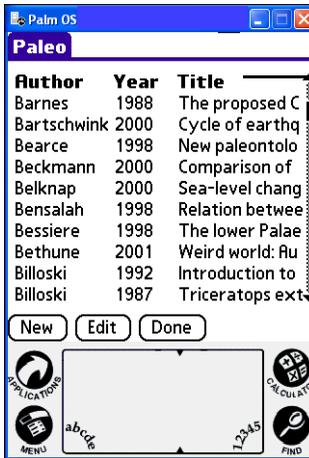 Palm OS
Paleo
Author Year Title
Barnes 1988 The proposed C
Bartschwink 2000 Cycle of earthq
Bearce 1998 New paleontolo
Beckmann 2000 Comparison of
Belknap 2000 Sea-level chang
Bensalah 1998 Relation betwee
Bessiere 1998 The lower Palae
Bethune 2001 Weird world: Au
Billoski 1992 Introduction to
Billoski 1987 Triceratops ext
New Edit Done
APPLICATIONS CALCULAT
MENU abcde 12345 FIND